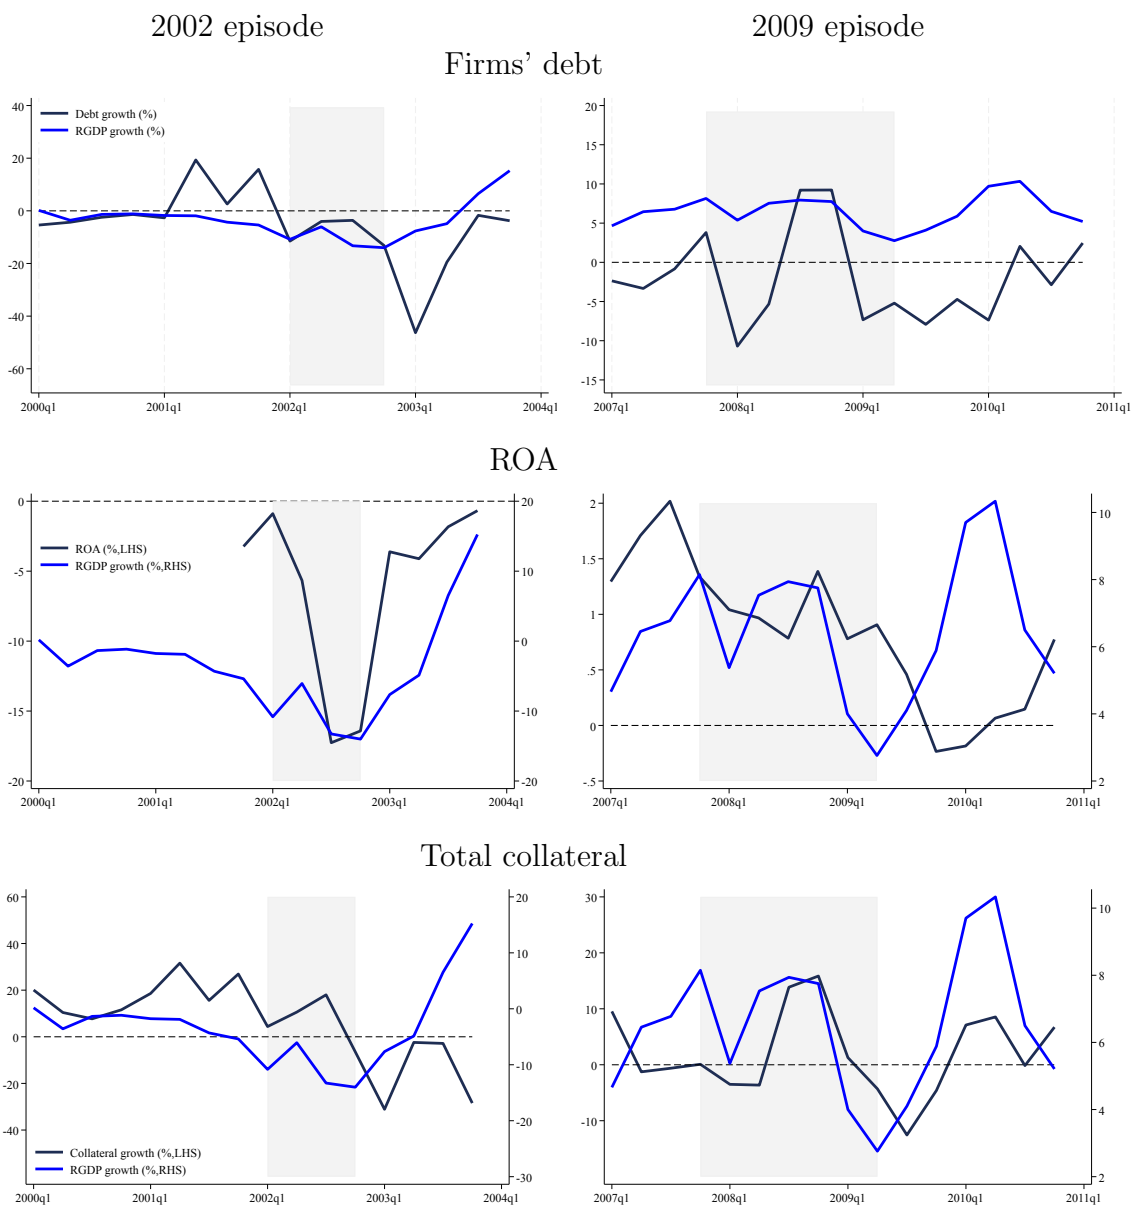 2002 episode
2009 episode
Firms' debt
40
20
0
-20
-40
-60
Debt growth (%)
RGDP growth (%)
2000q1
2001q1
2002q1
2003q1
2004q1
20
15
10
5
0
-5
-10
-15
2007q1
2008q1
2009q1
2010q1
2011q1
ROA
0
-5
-10
-15
-20
ROA (%,LHS)
RGDP growth (%,RHS)
20
10
0
-10
-20
2000q1
2001q1
2002q1
2003q1
2004q1
2
1.5
1
.5
0
-.5
10
8
6
4
2
2007q1
2008q1
2009q1
2010q1
2011q1
Total collateral
60
40
20
0
-20
-40
Collateral growth (%,LHS)
RGDP growth (%,RHS)
20
10
0
-10
-20
-30
2000q1
2001q1
2002q1
2003q1
2004q1
30
20
10
0
-10
10
8
6
4
2
2007q1
2008q1
2009q1
2010q1
2011q1